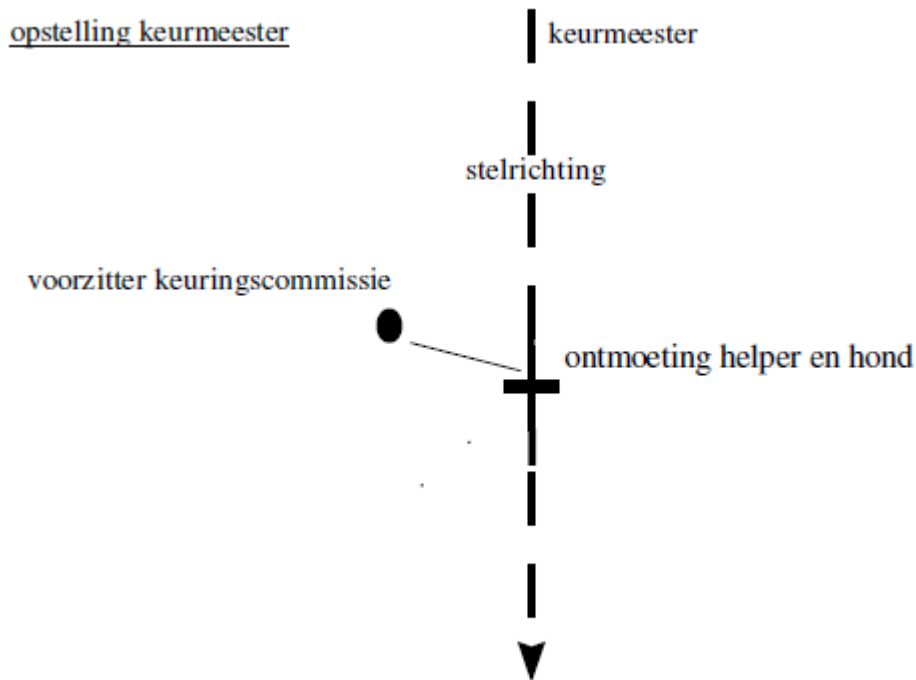 opstelling keurmeester
keurmeester
stelrichting
voorzitter keuringscommissie
ontmoeting helper en hond